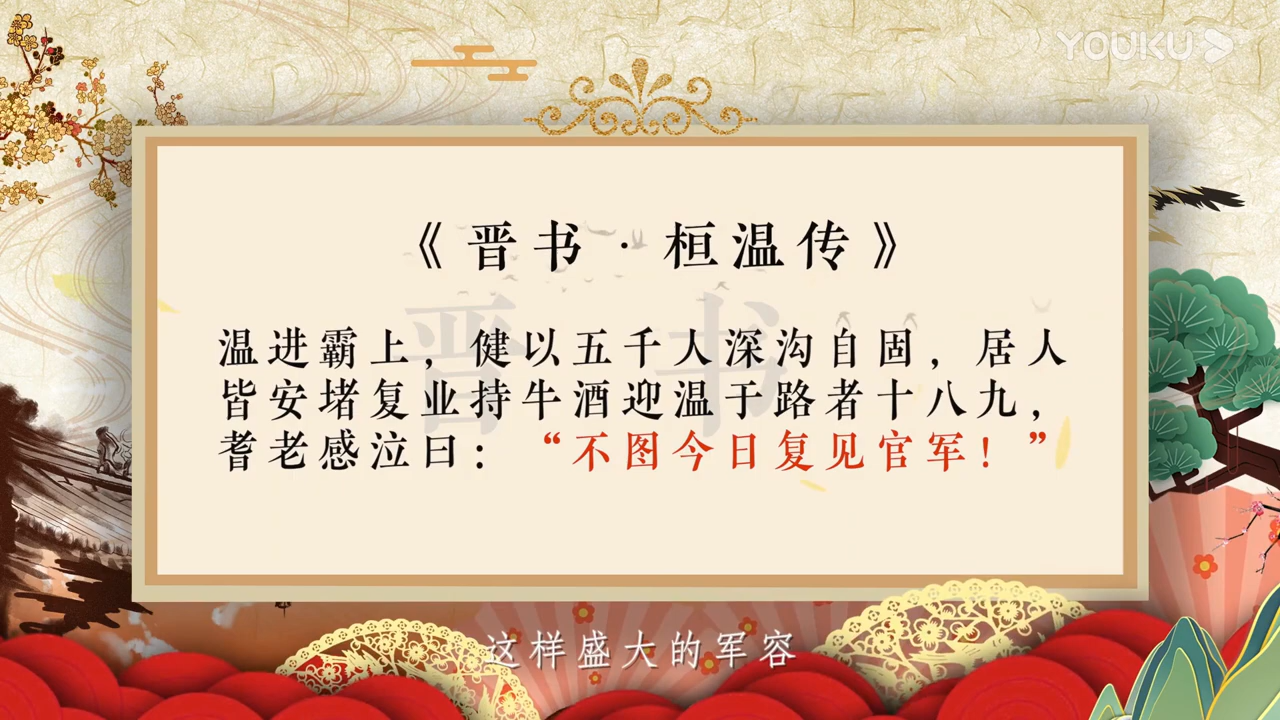 YOUKU
《晋书·桓温传》
晋书
温进霸上，健以五千人深沟自固，居人
皆安堵复业持牛酒迎温于路者十八九，
耆老感泣曰：“不图今日复见官军！”
这样盛大的军容